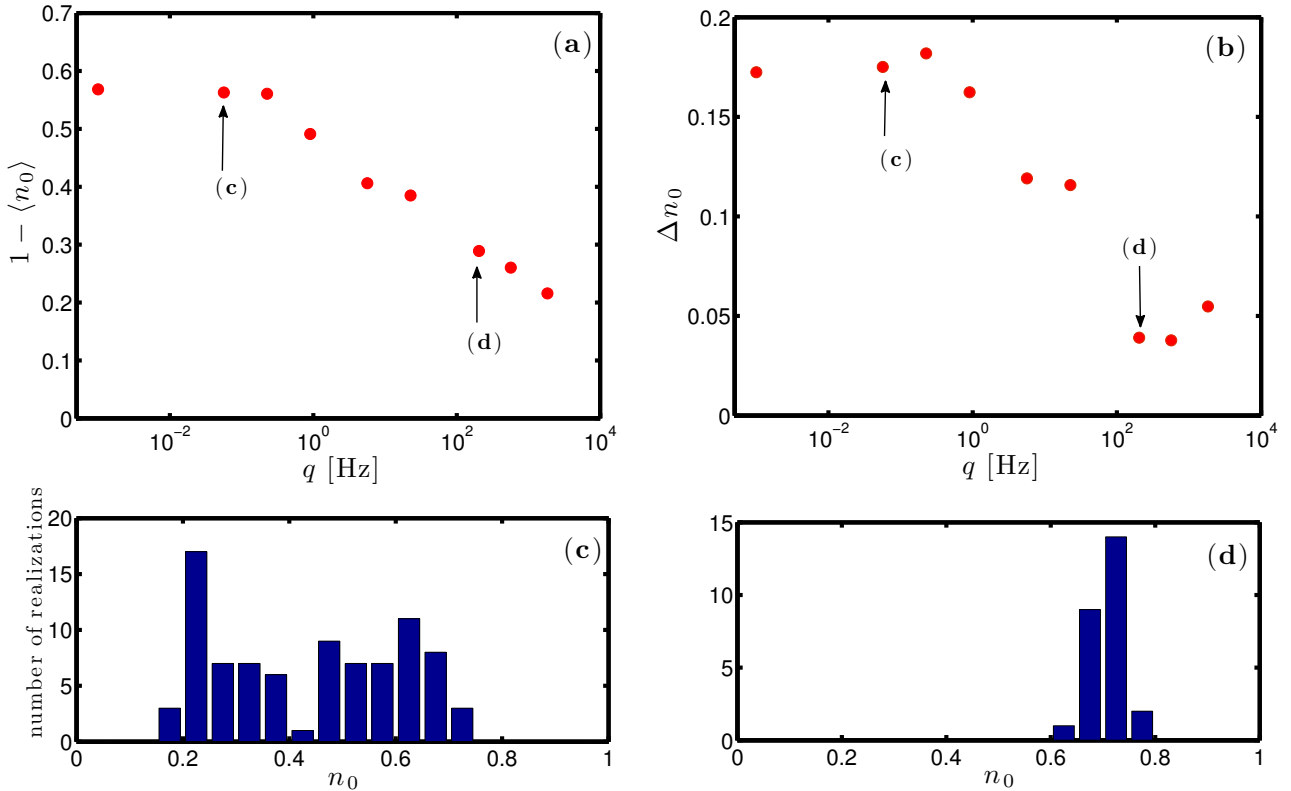 0.7
0.6
0.5
0.4
0.3
0.2
0.1
0
10⁻²
10⁰
10²
10⁴
1 − ⟨n₀⟩
q [Hz]
(a)
(c)
(d)
0.2
0.15
0.1
0.05
0
10⁻²
10⁰
10²
10⁴
Δn₀
q [Hz]
(b)
(c)
(d)
20
15
10
5
0
0
0.2
0.4
0.6
0.8
1
number of realizations
n₀
(c)
15
10
5
0
0
0.2
0.4
0.6
0.8
1
n₀
(d)